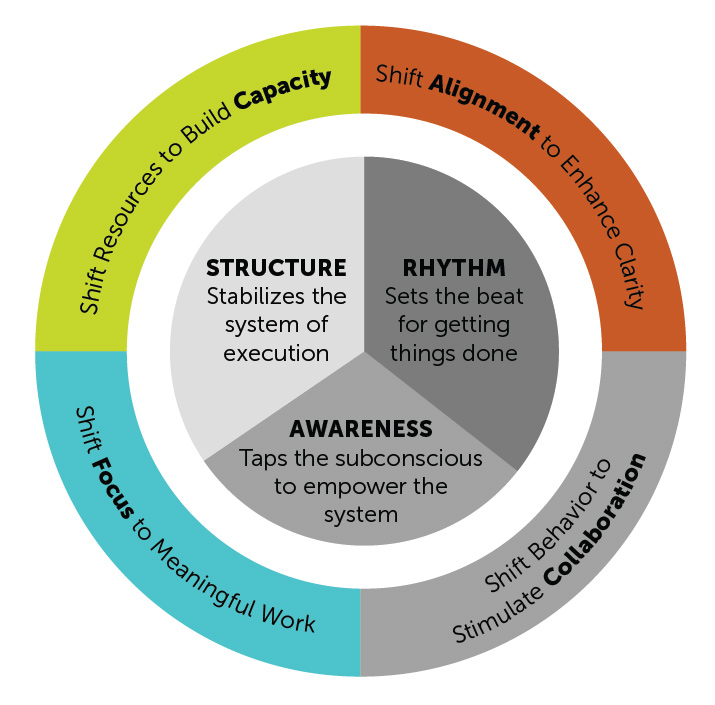 Shift Resources to Build Capacity
Shift Alignment to Enhance Clarity
STRUCTURE
Stabilizes the
system of
execution
RHYTHM
Sets the beat
for getting
things done
AWARENESS
Taps the subconscious
to empower the
system
Shift Focus to Meaningful Work
Shift Behavior to
Stimulate Collaboration